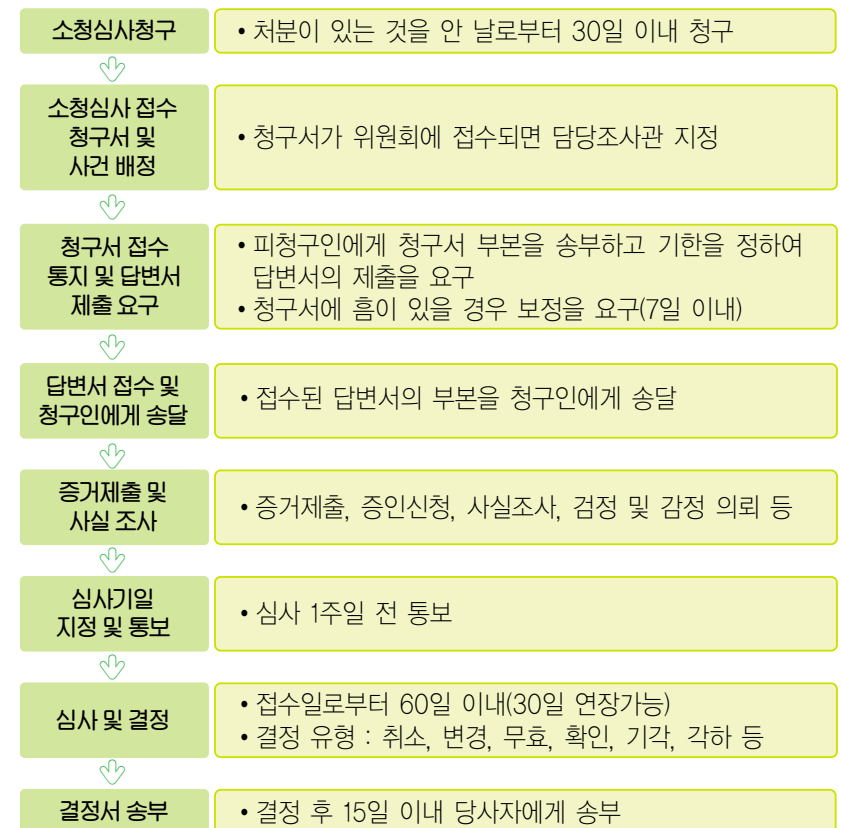 소청심사청구
• 처분이 있는 것을 안 날로부터 30일 이내 청구
소청심사 접수
청구서 및
사건 배정
• 청구서가 위원회에 접수되면 담당조사관 지정
청구서 접수
통지 및 답변서
제출 요구
• 피청구인에게 청구서 부본을 송부하고 기한을 정하여
답변서의 제출을 요구
• 청구서에 흠이 있을 경우 보정을 요구(7일 이내)
답변서 접수 및
청구인에게 송달
• 접수된 답변서의 부본을 청구인에게 송달
증거제출 및
사실 조사
• 증거제출, 증인신청, 사실조사, 검정 및 감정 의뢰 등
심사기일
지정 및 통보
• 심사 1주일 전 통보
심사 및 결정
• 접수일로부터 60일 이내(30일 연장가능)
• 결정 유형 : 취소, 변경, 무효, 확인, 기각, 각하 등
결정서 송부
• 결정 후 15일 이내 당사자에게 송부